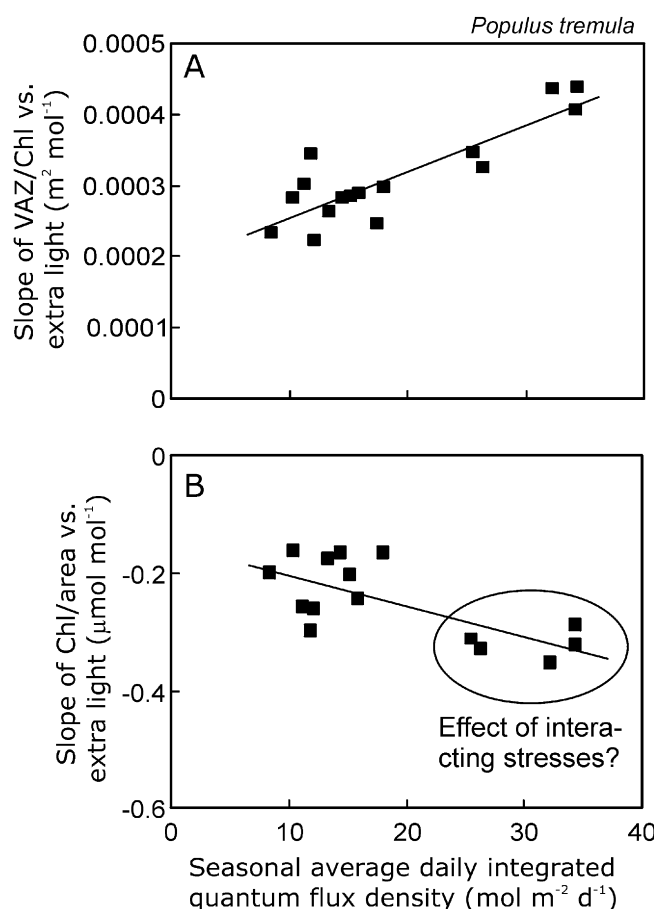 Populus tremula
A
0.0005
0.0004
0.0003
0.0002
0.0001
0
Slope of VAZ/Chl vs.
extra light (m² mol⁻¹)
B
0
-0.2
-0.4
-0.6
Slope of Chl/area vs.
extra light (μmol mol⁻¹)
Effect of intera-
cting stresses?
0 10 20 30 40
Seasonal average daily integrated
quantum flux density (mol m⁻² d⁻¹)